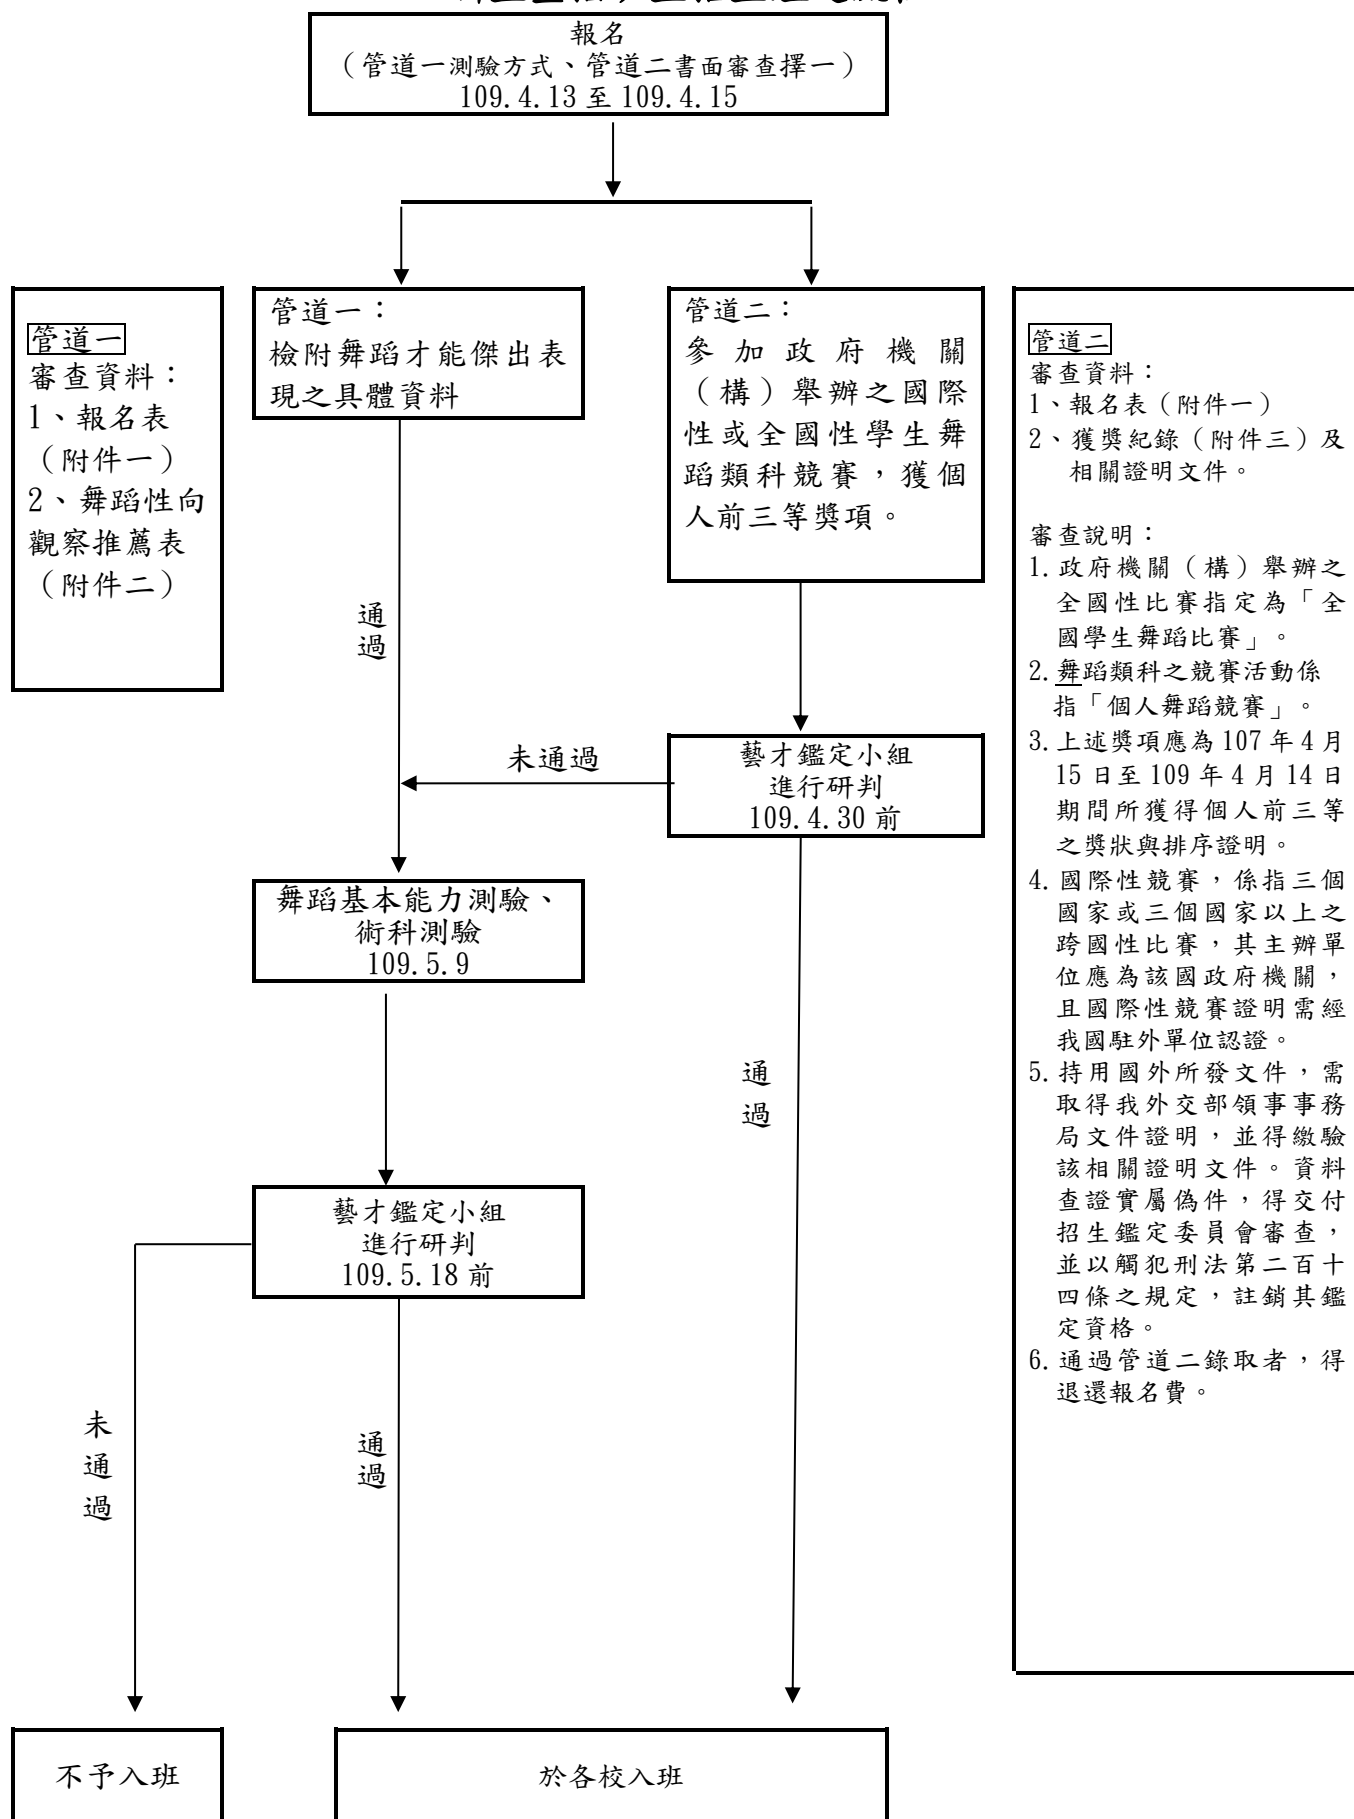 報名
（管道一測驗方式、管道二書面審查擇一）
109.4.13 至 109.4.15
管道一
審查資料：
1、報名表
（附件一）
2、舞蹈性向
觀察推薦表
（附件二）
管道一：
檢附舞蹈才能傑出表
現之具體資料
管道二：
參加政府機關
（構）舉辦之國際
性或全國性學生舞
蹈類科競賽，獲個
人前三等獎項。
管道二
審查資料：
1、報名表（附件一）
2、獲獎紀錄（附件三）及
相關證明文件。
審查說明：
1.政府機關（構）舉辦之
全國性比賽指定為「全
國學生舞蹈比賽」。
2.舞蹈類科之競賽活動係
指「個人舞蹈競賽」。
3.上述獎項應為 107 年 4 月
15 日至 109 年 4 月 14 日
期間所獲得個人前三等
之獎狀與排序證明。
4.國際性競賽，係指三個
國家或三個國家以上之
跨國性比賽，其主辦單
位應為該國政府機關，
且國際性競賽證明需經
我國駐外單位認證。
5.持用國外所發文件，需
取得我外交部領事事務
局文件證明，並得繳驗
該相關證明文件。資料
查證實屬偽件，得交付
招生鑑定委員會審查，
並以觸犯刑法第二百十
四條之規定，註銷其鑑
定資格。
6.通過管道二錄取者，得
退還報名費。
通
過
未通過
藝才鑑定小組
進行研判
109.4.30 前
舞蹈基本能力測驗、
術科測驗
109.5.9
通
過
藝才鑑定小組
進行研判
109.5.18 前
未
通
過
通
過
不予入班
於各校入班